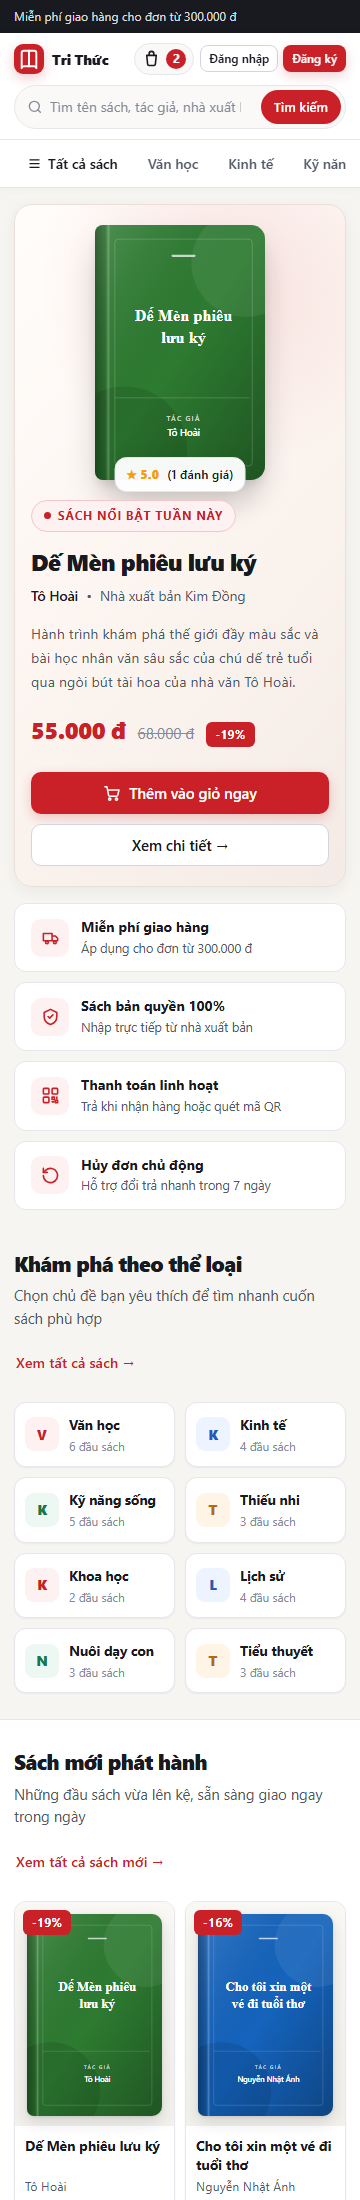 Miễn phí giao hàng cho đơn từ 300.000 đ
Tri Thức
2
Đăng nhập
Đăng ký
Tìm tên sách, tác giả, nhà xuất
Tìm kiếm
Tất cả sách
Văn học
Kinh tế
Kỹ năn
Dế Mèn phiêu
lưu ký
TÁC GIẢ
Tô Hoài
★ 5.0 (1 đánh giá)
SÁCH NỔI BẬT TUẦN NÀY
Dế Mèn phiêu lưu ký
Tô Hoài • Nhà xuất bản Kim Đồng
Hành trình khám phá thế giới đầy màu sắc và
bài học nhân văn sâu sắc của chú dế trẻ tuổi
qua ngòi bút tài hoa của nhà văn Tô Hoài.
55.000 đ 68.000 đ -19%
Thêm vào giỏ ngay
Xem chi tiết →
Miễn phí giao hàng
Áp dụng cho đơn từ 300.000 đ
Sách bản quyền 100%
Nhập trực tiếp từ nhà xuất bản
Thanh toán linh hoạt
Trả khi nhận hàng hoặc quét mã QR
Hủy đơn chủ động
Hỗ trợ đổi trả nhanh trong 7 ngày
Khám phá theo thể loại
Chọn chủ đề bạn yêu thích để tìm nhanh cuốn
sách phù hợp
Xem tất cả sách →
V
Văn học
6 đầu sách
K
Kinh tế
4 đầu sách
K
Kỹ năng sống
5 đầu sách
T
Thiếu nhi
3 đầu sách
K
Khoa học
2 đầu sách
L
Lịch sử
4 đầu sách
N
Nuôi dạy con
3 đầu sách
T
Tiểu thuyết
3 đầu sách
Sách mới phát hành
Những đầu sách vừa lên kệ, sẵn sàng giao ngay
trong ngày
Xem tất cả sách mới →
-19%
Dế Mèn phiêu
lưu ký
TÁC GIẢ
Tô Hoài
Dế Mèn phiêu lưu ký
Tô Hoài
-16%
Cho tôi xin một
vé đi tuổi thơ
TÁC GIẢ
Nguyễn Nhật Ánh
Cho tôi xin một vé đi
tuổi thơ
Nguyễn Nhật Ánh